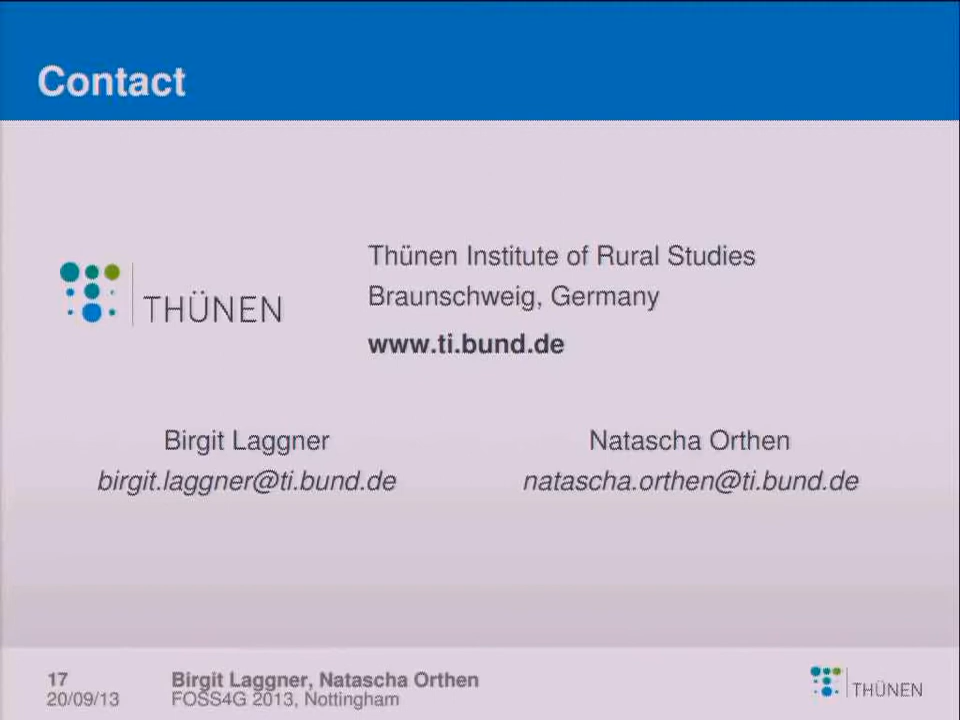 Contact
THÜNEN
Thünen Institute of Rural Studies
Braunschweig, Germany
www.ti.bund.de
Birgit Laggner
birgit.laggner@ti.bund.de
Natascha Orthen
natascha.orthen@ti.bund.de
17
20/09/13
Birgit Laggner, Natascha Orthen
FOSS4G 2013, Nottingham
THÜNEN